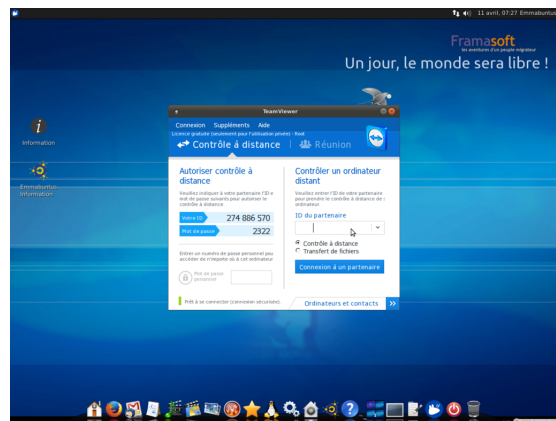 11 avril, 07:27 Emmabuntus
Framasoft
les aventures d'un peuple migrateur
Un jour, le monde sera libre !
Information
Emmabuntus-
Information
TeamViewer
Connexion Suppléments Aide
Licence gratuite (seulement pour l'utilisation privée) - Root
Contrôle à distance
Réunion
Autoriser contrôle à
distance
Veuillez indiquer à votre partenaire l'ID e
mot de passe suivants pour autoriser le
contrôle à distance
Votre ID 274 886 570
Mot de passe 2322
Entrer un numéro de passe personnel pou
accéder de n'importe où à cet ordinateur
Mot de passe
personnel
Contrôler un ordinateur
distant
Veuillez entrer l'ID de votre partenaire
pour prendre le contrôle à distance de s
ordinateur.
ID du partenaire
Contrôle à distance
Transfert de fichiers
Connexion à un partenaire
Prêt à se connecter (connexion sécurisée).
Ordinateurs et contacts